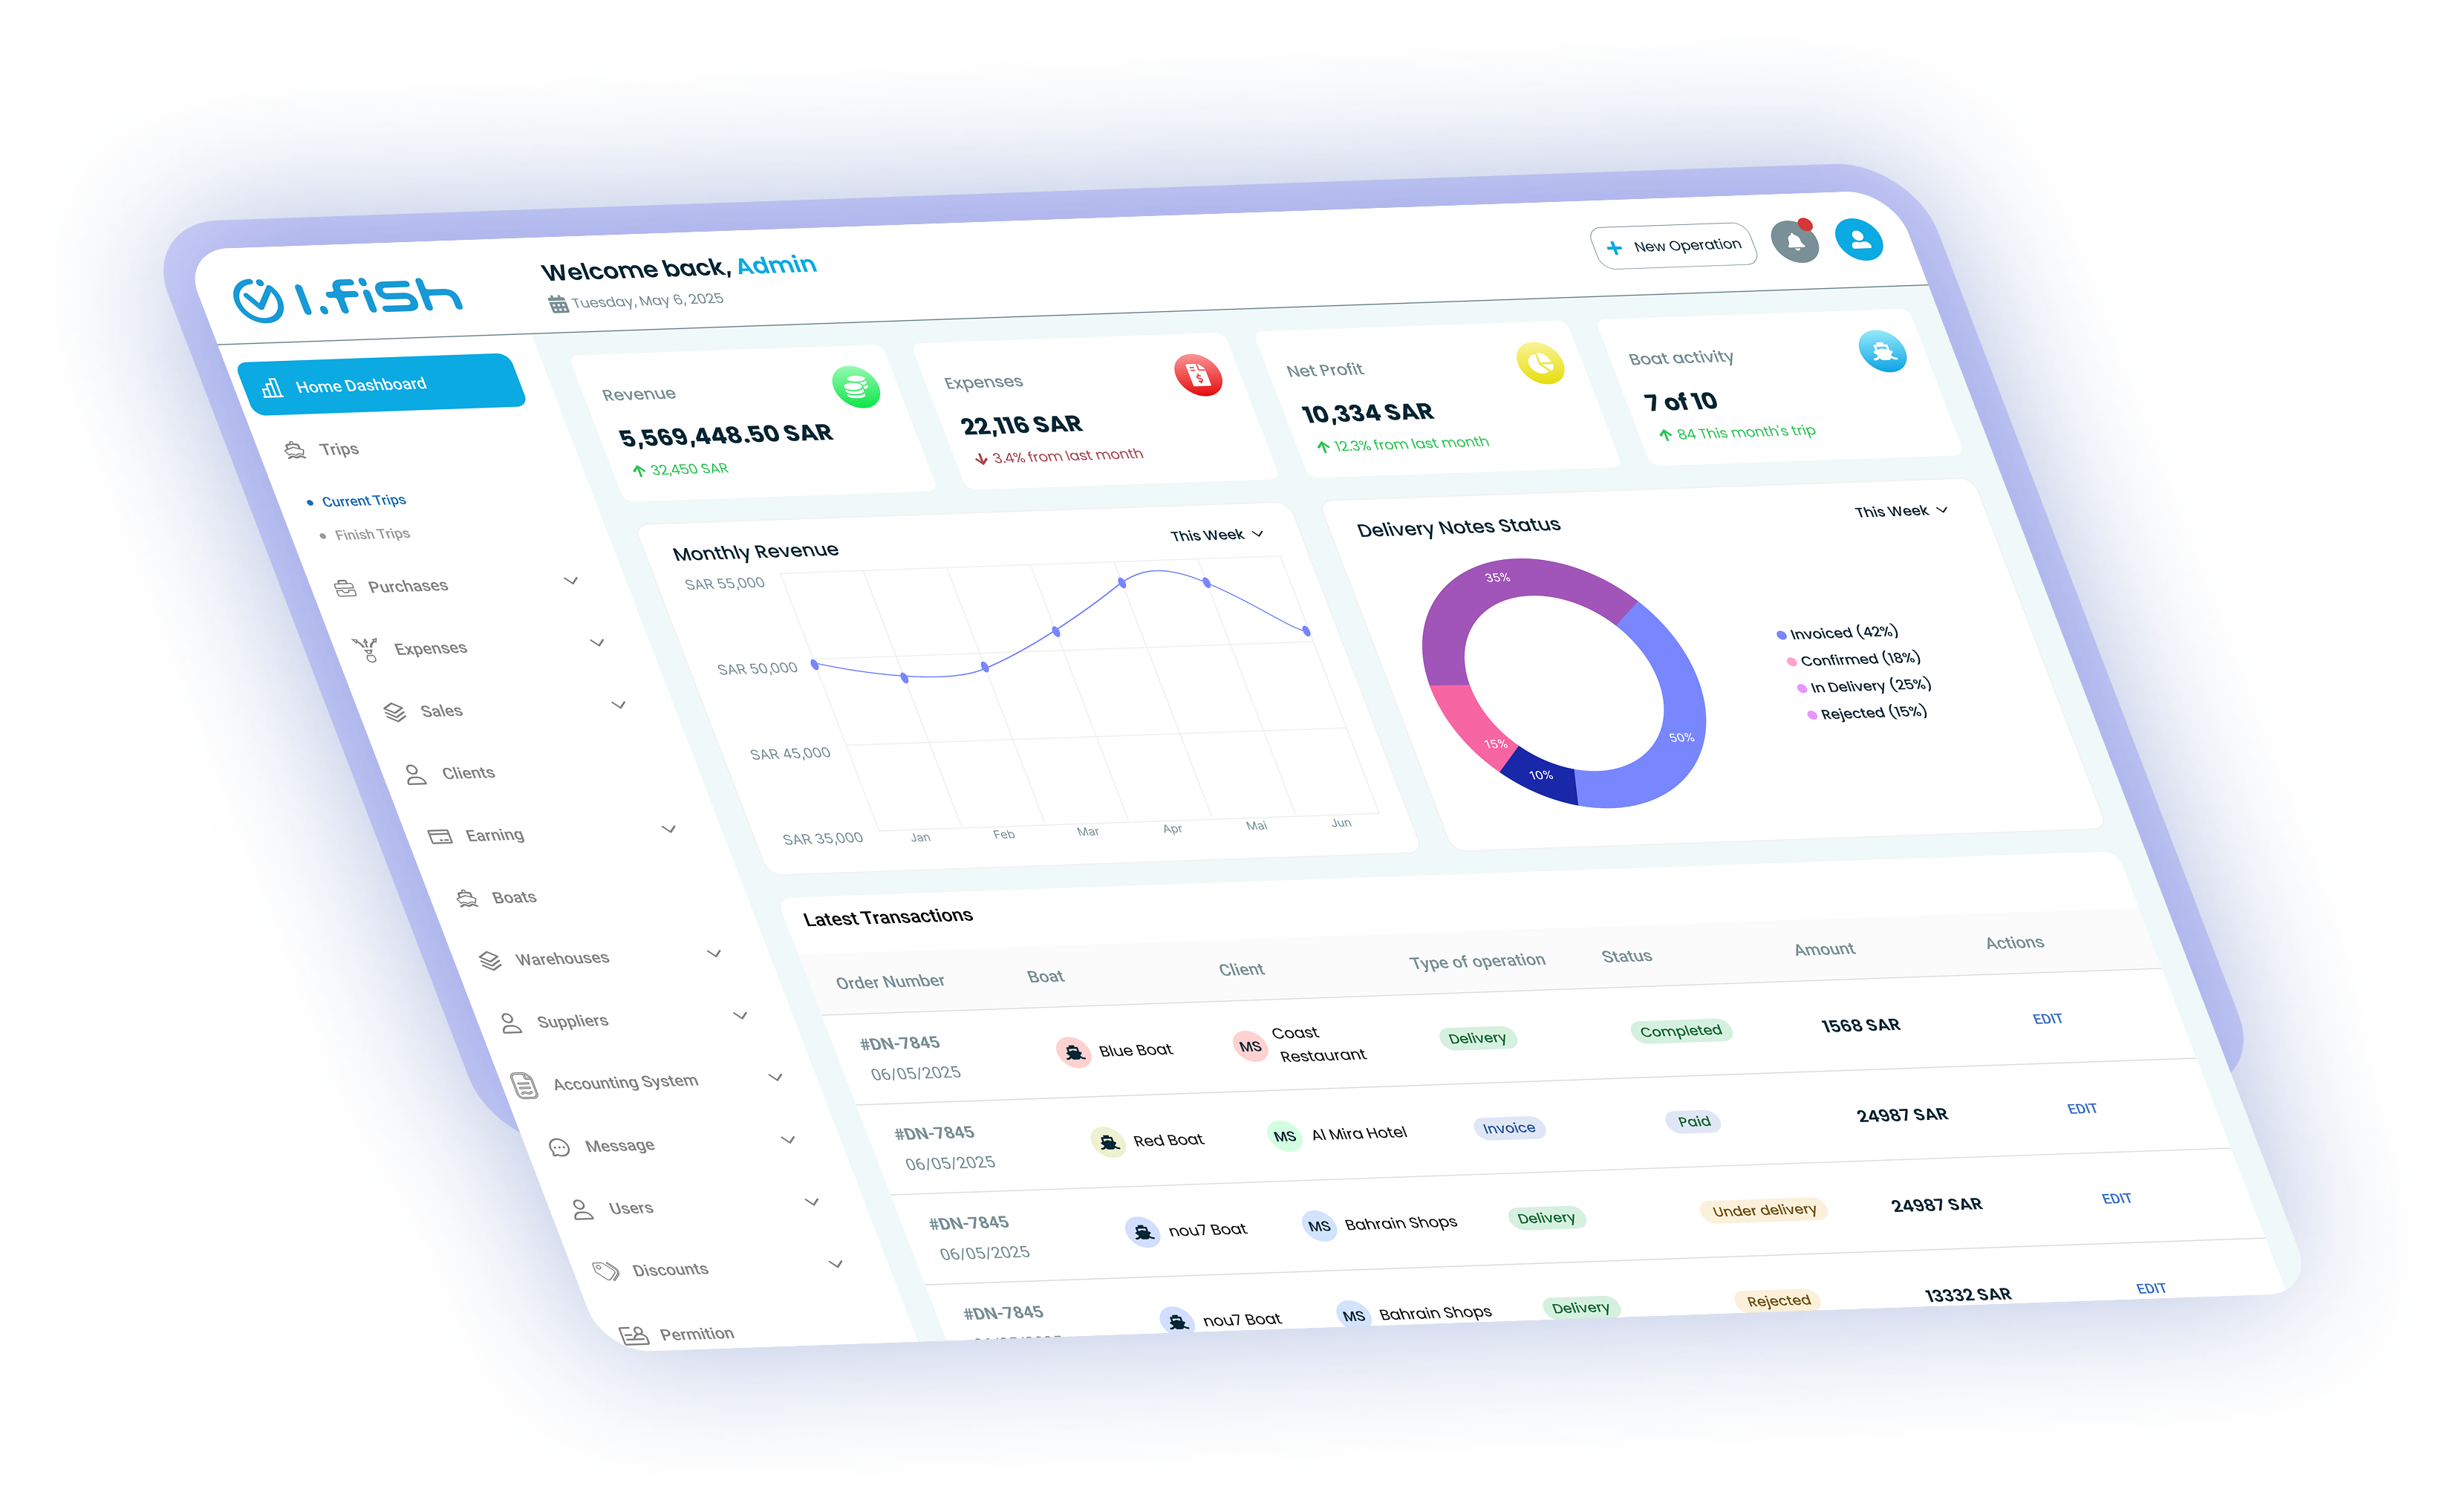 I.fish
Welcome back, Admin
Tuesday, May 6, 2025
New Operation
Home Dashboard
Trips
Current Trips
Finish Trips
Purchases
Expenses
Sales
Clients
Earning
Boats
Warehouses
Suppliers
Accounting System
Message
Users
Discounts
Permition
Revenue
5,569,448.50 SAR
32,450 SAR
Expenses
22,116 SAR
3.4% from last month
Net Profit
10,334 SAR
12.3% from last month
Boat activity
7 of 10
84 This month's trip
Monthly Revenue
This Week
SAR 55,000
SAR 50,000
SAR 45,000
SAR 35,000
Jan Feb Mar Apr Mai Jun
Delivery Notes Status
This Week
35%
50%
15%
10%
Invoiced (42%)
Confirmed (18%)
In Delivery (25%)
Rejected (15%)
Latest Transactions
Order Number Boat Client Type of operation Status Amount Actions
#DN-7845
06/05/2025
Blue Boat
MS
Coast
Restaurant
Delivery
Completed
1568 SAR
EDIT
#DN-7845
06/05/2025
Red Boat
MS
Al Mira Hotel
Invoice
Paid
24987 SAR
EDIT
#DN-7845
06/05/2025
nou7 Boat
MS
Bahrain Shops
Delivery
Under delivery
24987 SAR
EDIT
#DN-7845
nou7 Boat
MS
Bahrain Shops
Delivery
Rejected
13332 SAR
EDIT